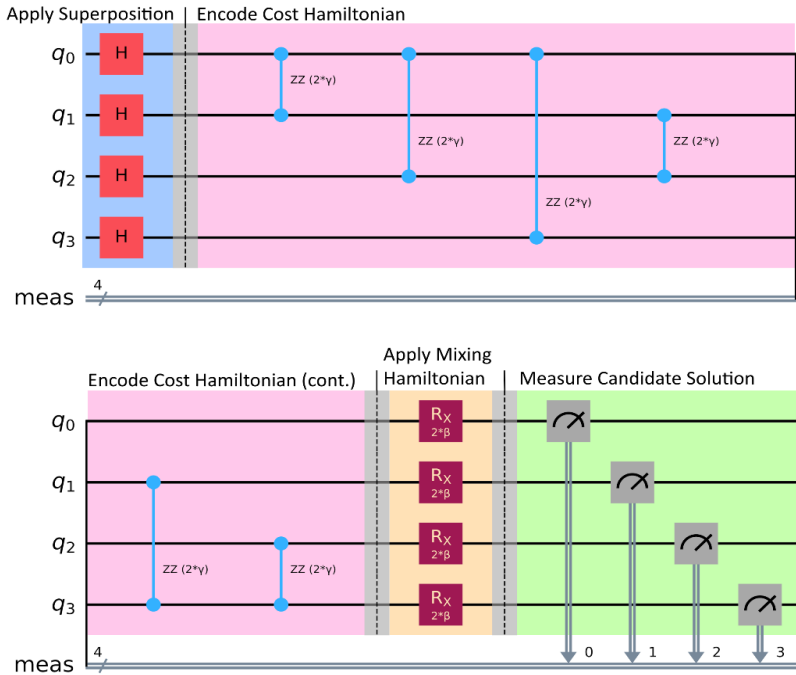 Apply Superposition Encode Cost Hamiltonian
q0 H
ZZ (2*γ)
q1 H
ZZ (2*γ) ZZ (2*γ)
q2 H
ZZ (2*γ)
q3 H
4
meas
Apply Mixing
Encode Cost Hamiltonian (cont.) Hamiltonian Measure Candidate Solution
q0 RX
2*β
q1 RX
2*β
q2 RX
2*β
ZZ (2*γ) ZZ (2*γ)
q3 RX
2*β
4 0 1 2 3
meas